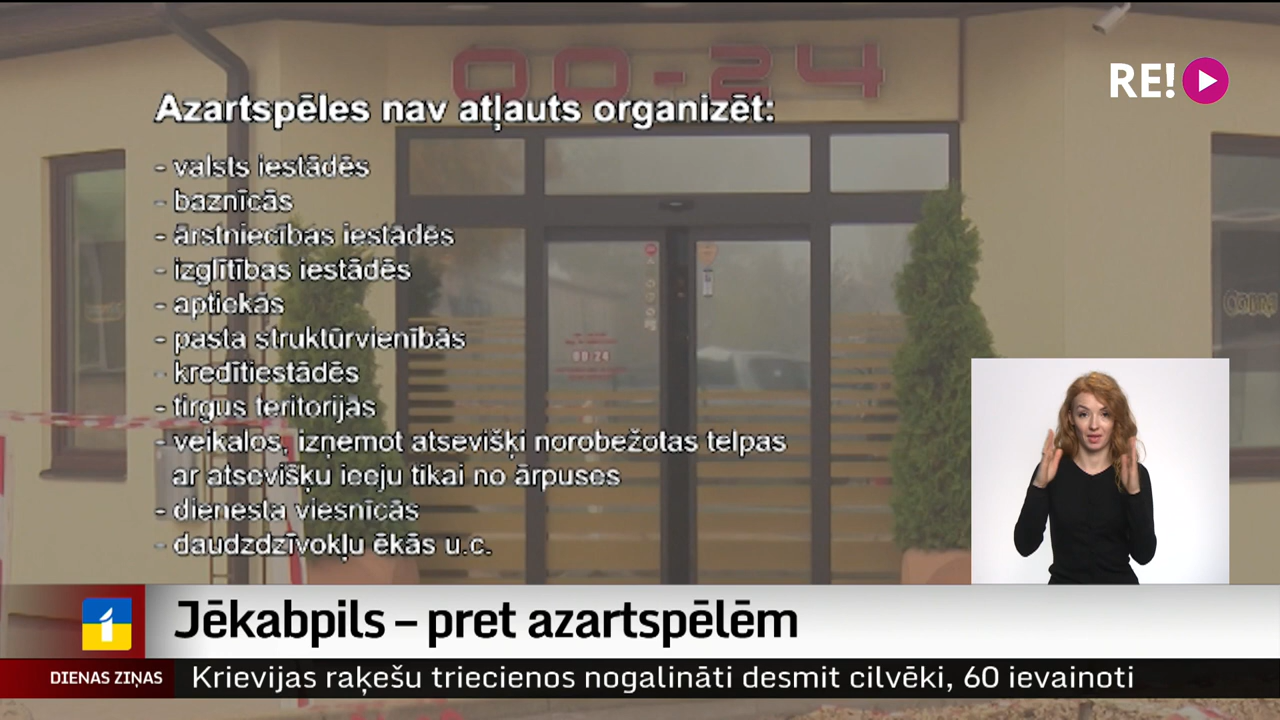 00-24
RE!
Azartspēles nav atļauts organizēt:
- valsts iestādēs
- baznīcās
- ārstniecības iestādēs
- izglītības iestādēs
- aptiekās
- pasta struktūrvienībās
- kredītiestādēs
- tirgus teritorijās
- veikalos, izņemot atsevišķi norobežotas telpas
ar atsevišķu ieeju tikai no ārpuses
- dienesta viesnīcās
- daudzdzīvokļu ēkās u.c.
00-24
1
Jēkabpils – pret azartspēlēm
DIENAS ZIŅAS
Krievijas raķešu triecienos nogalināti desmit cilvēki, 60 ievainoti